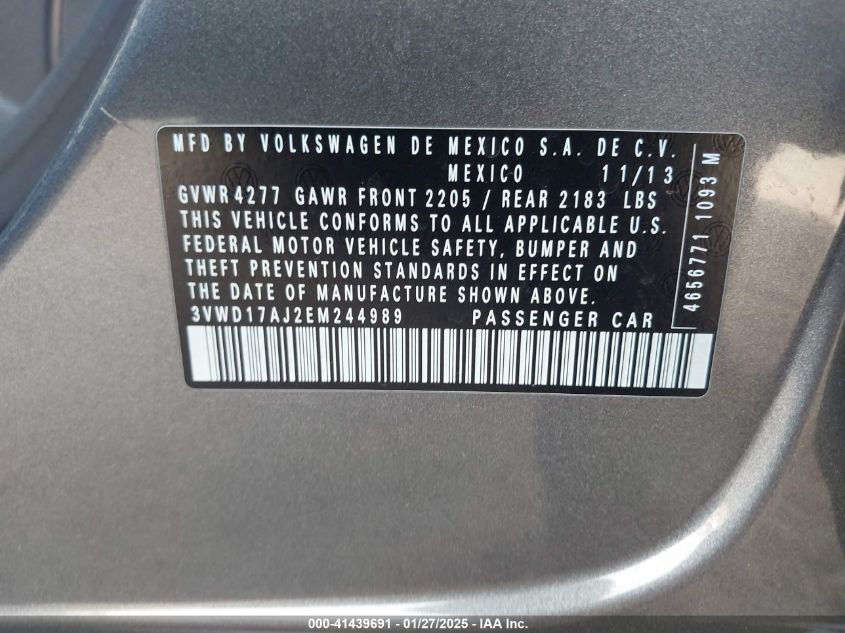 MFD BY VOLKSWAGEN DE MEXICO S.A. DE C.V.
MEXICO 11/13
GVWR 4277 GAWR FRONT 2205 / REAR 2183 LBS
THIS VEHICLE CONFORMS TO ALL APPLICABLE U.S.
FEDERAL MOTOR VEHICLE SAFETY, BUMPER AND
THEFT PREVENTION STANDARDS IN EFFECT ON
THE DATE OF MANUFACTURE SHOWN ABOVE.
3VWD17AJ2EM244989 PASSENGER CAR
46567711093 M
000-41439691 - 01/27/2025 - IAA Inc.